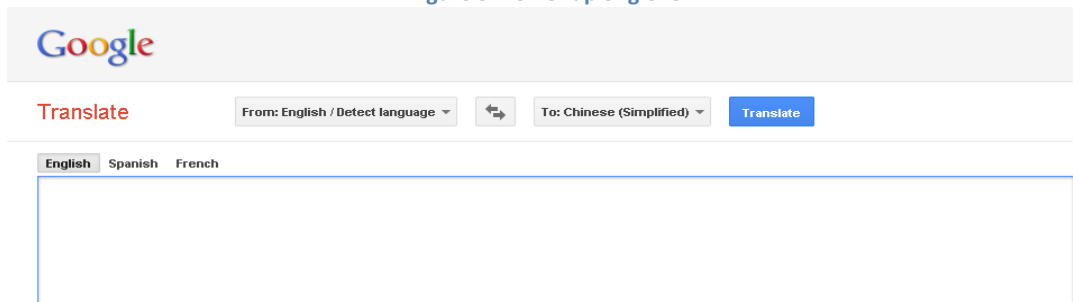 Google
Translate
From: English / Detect language
To: Chinese (Simplified)
Translate
English Spanish French